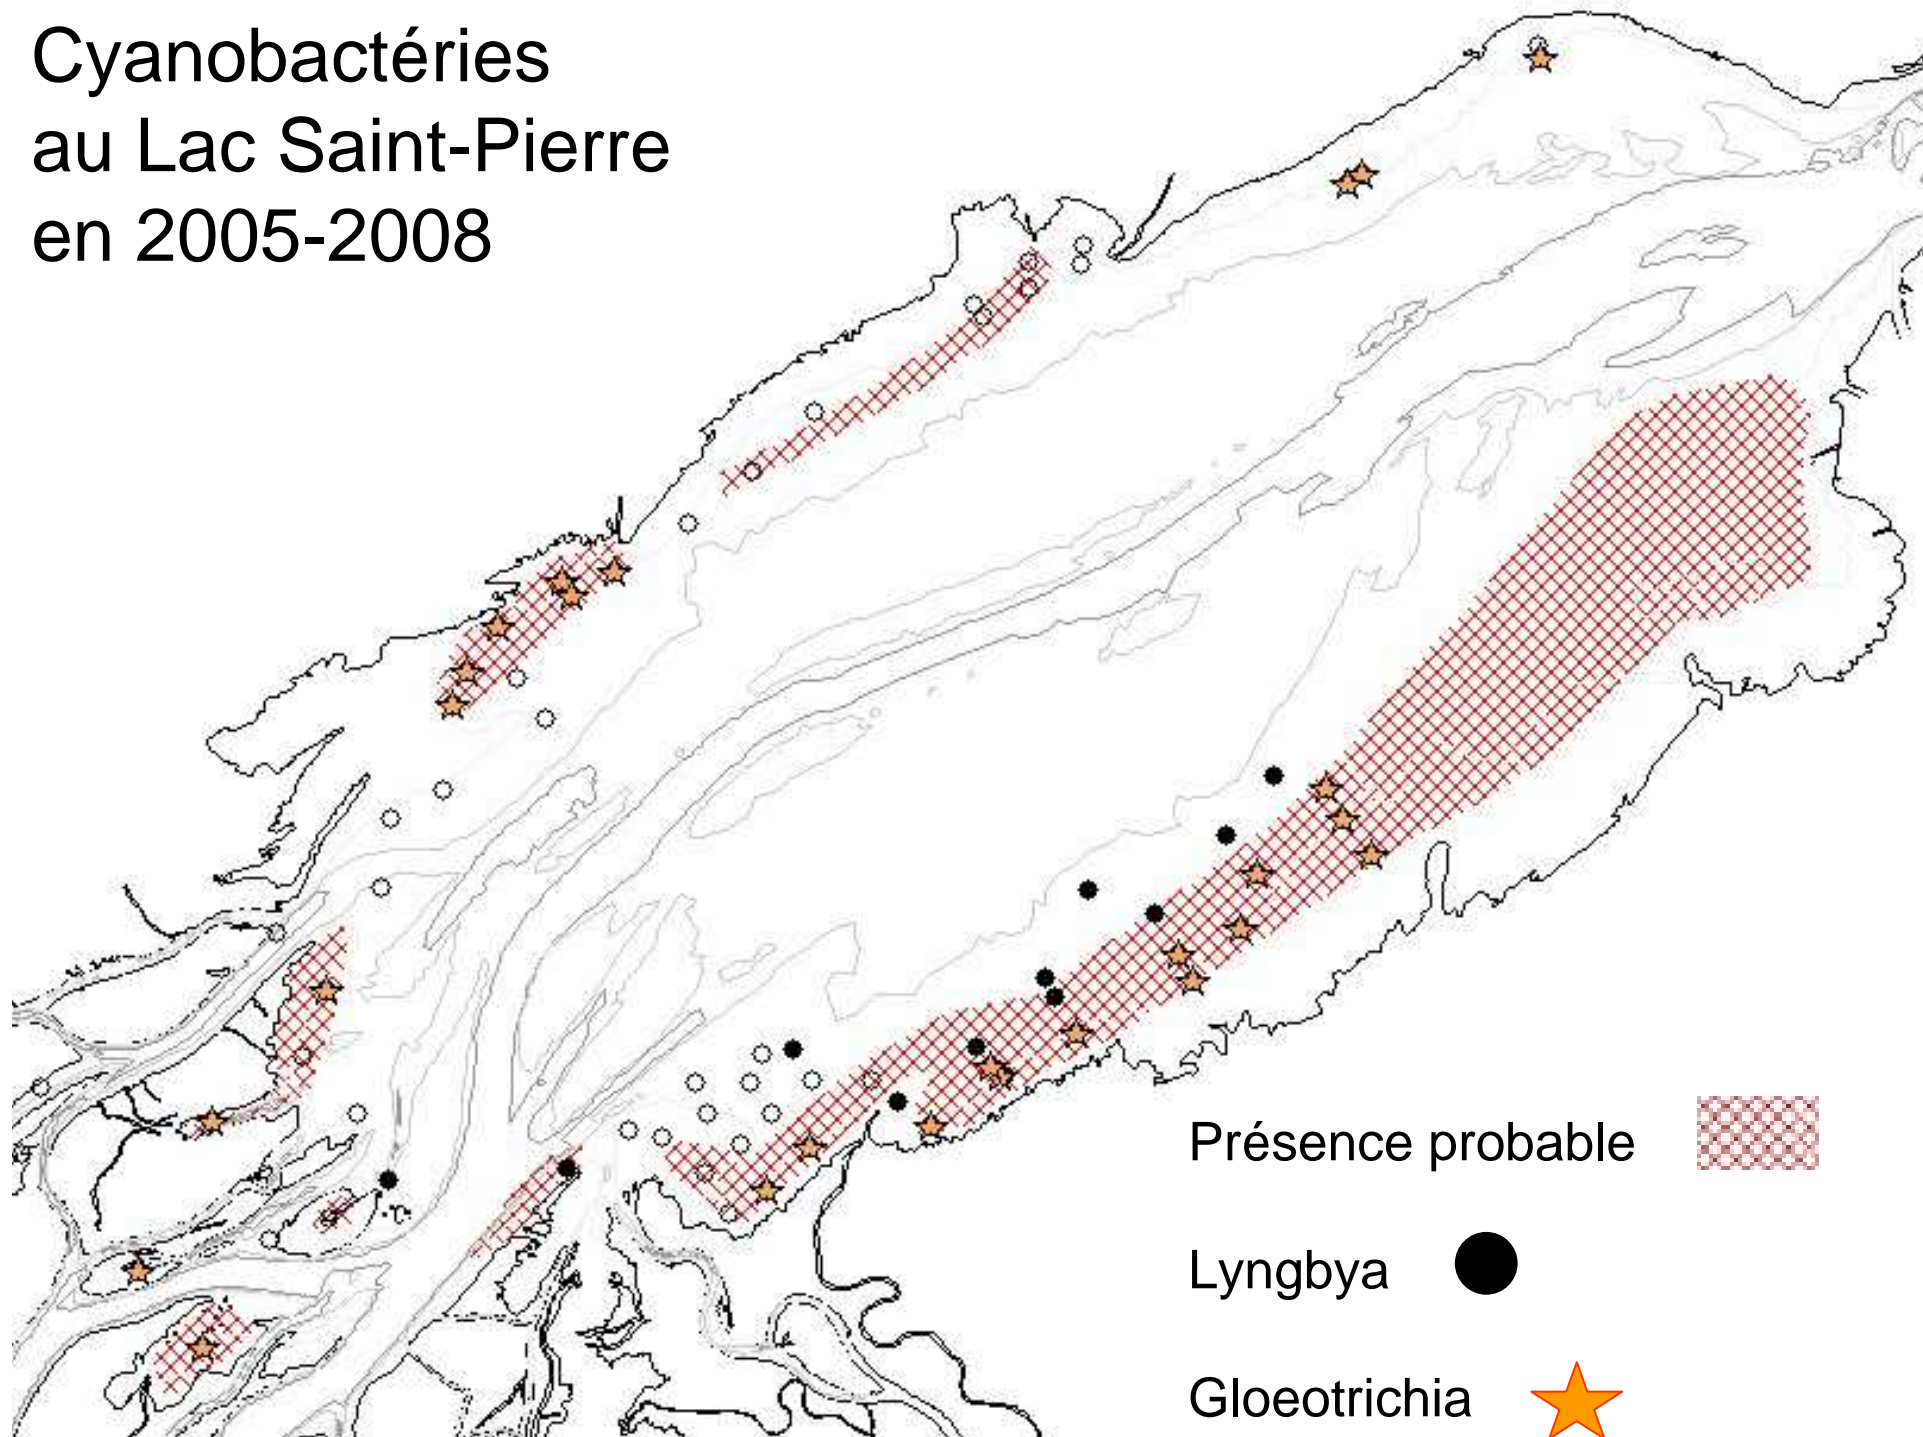 Cyanobactéries
au Lac Saint-Pierre
en 2005-2008
Présence probable
Lyngbya
Gloeotrichia